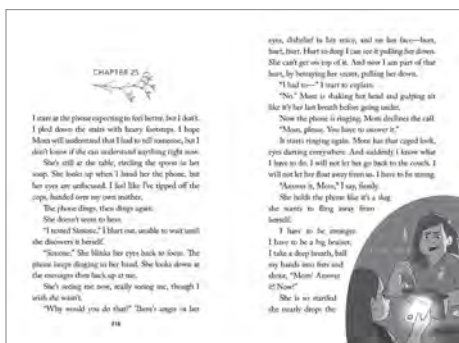 CHAPTER 25
I stare at the phone expecting to feel better, but I don't.
I plod down the stairs with heavy footsteps. I hope
Mom will understand that I had to tell someone, but I
don't know if she can understand anything right now.
She's still at the table, circling the spoon in her
soup. She looks up when I hand her the phone, but
her eyes are unfocused. I feel like I've tipped off the
cops, handed over my own mother.
The phone dings, then dings again.
She doesn't seem to hear.
"I texted Simone," I blurt out, unable to wait until
she discovers it herself.
"Simone." She blinks her eyes back to focus. The
phone keeps dinging in her hand. She looks down at
the messages then back up at me.
She's seeing me now, really seeing me, though I
wish she wasn't.
"Why would you do that?" There's anger in her
218
eyes, disbelief in her voice, and on her face—hurt,
hurt, hurt. Hurt so deep I can see it pulling her down.
She can't get on top of it. And now I am part of that
hurt, by betraying her secret, pulling her down.
"I had to—" I start to explain.
"No." Mom is shaking her head and gulping air
like it's her last breath before going under.
Now the phone is ringing. Mom declines the call.
"Mom, please. You have to answer it."
It starts ringing again. Mom has that caged look,
eyes darting everywhere. And suddenly I know what
I have to do. I will not let her go back to the couch. I
will not let her float away from us. I have to be strong.
"Answer it, Mom," I say, firmly.
She holds the phone like it's a slug
she wants to fling away from
herself.
I have to be stronger.
I have to be a big bruiser.
I take a deep breath, ball
my hands into fists and
shout, "Mom! Answer
it! Now!"
She is so startled
she nearly drops the